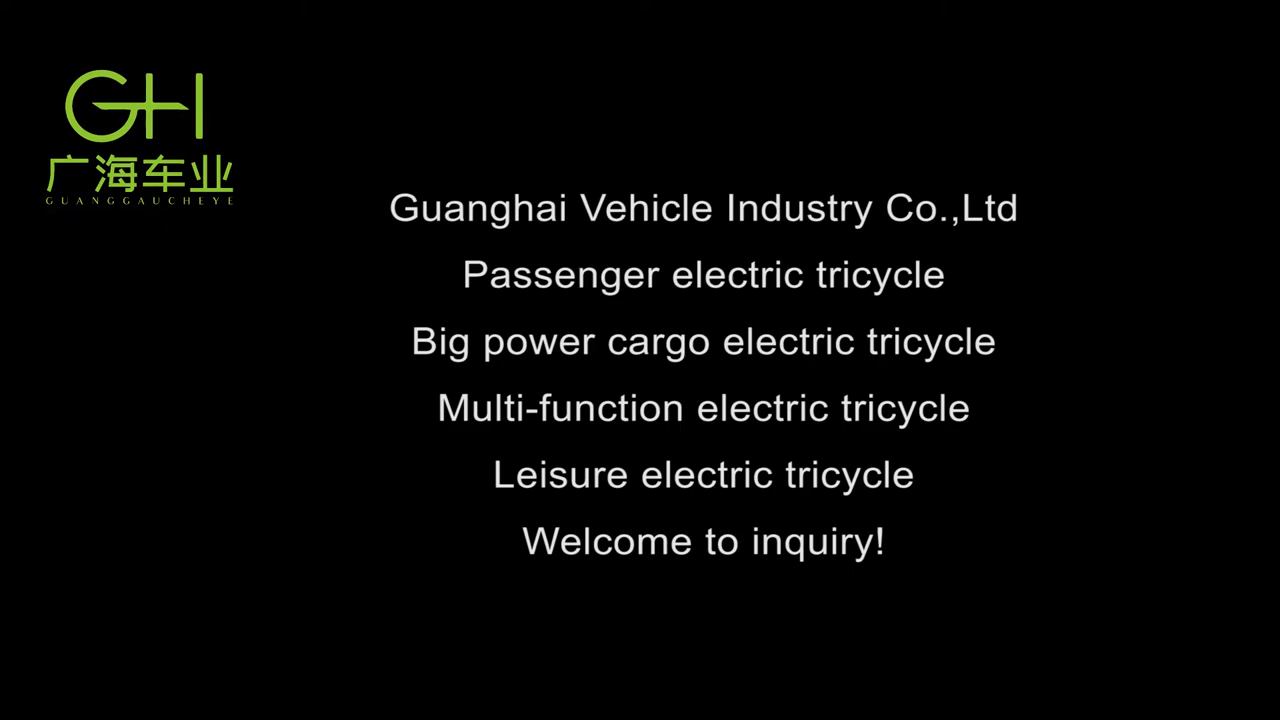 GH
广海车业
GUANGGAUCHEYE
Guanghai Vehicle Industry Co.,Ltd
Passenger electric tricycle
Big power cargo electric tricycle
Multi-function electric tricycle
Leisure electric tricycle
Welcome to inquiry!